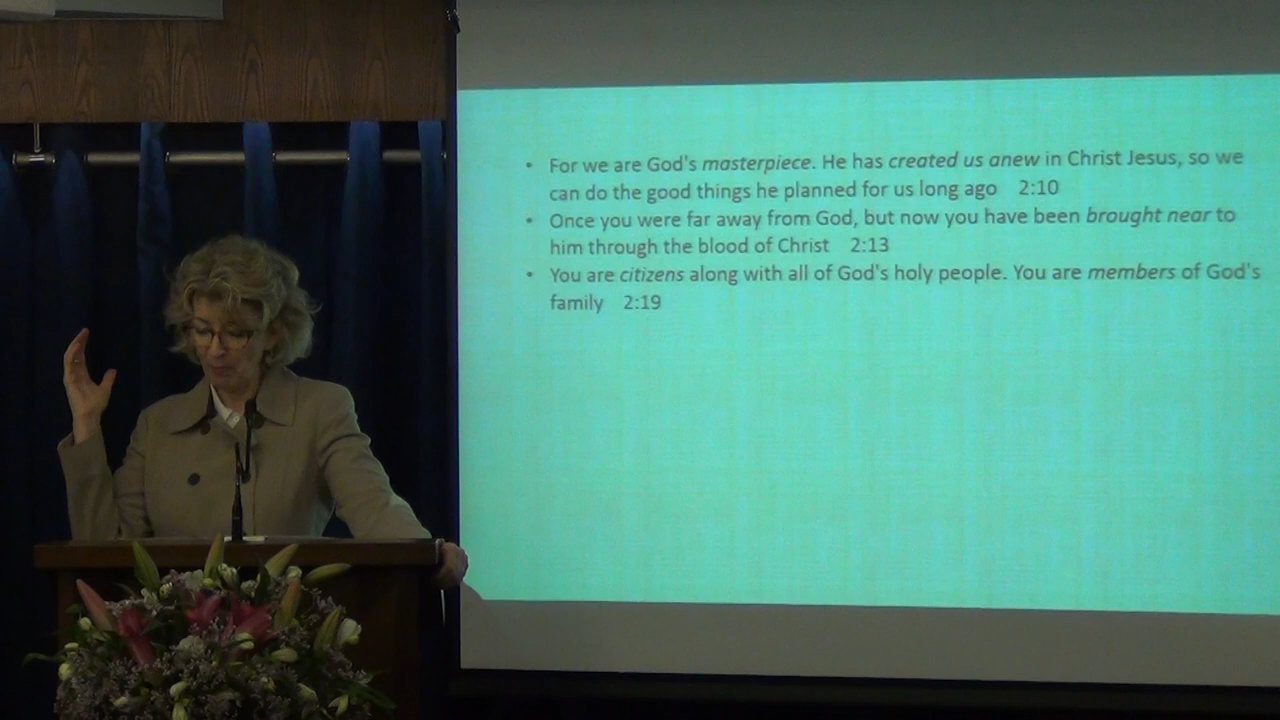 • For we are God's masterpiece. He has created us anew in Christ Jesus, so we
can do the good things he planned for us long ago 2:10
• Once you were far away from God, but now you have been brought near to
him through the blood of Christ 2:13
• You are citizens along with all of God's holy people. You are members of God's
family 2:19